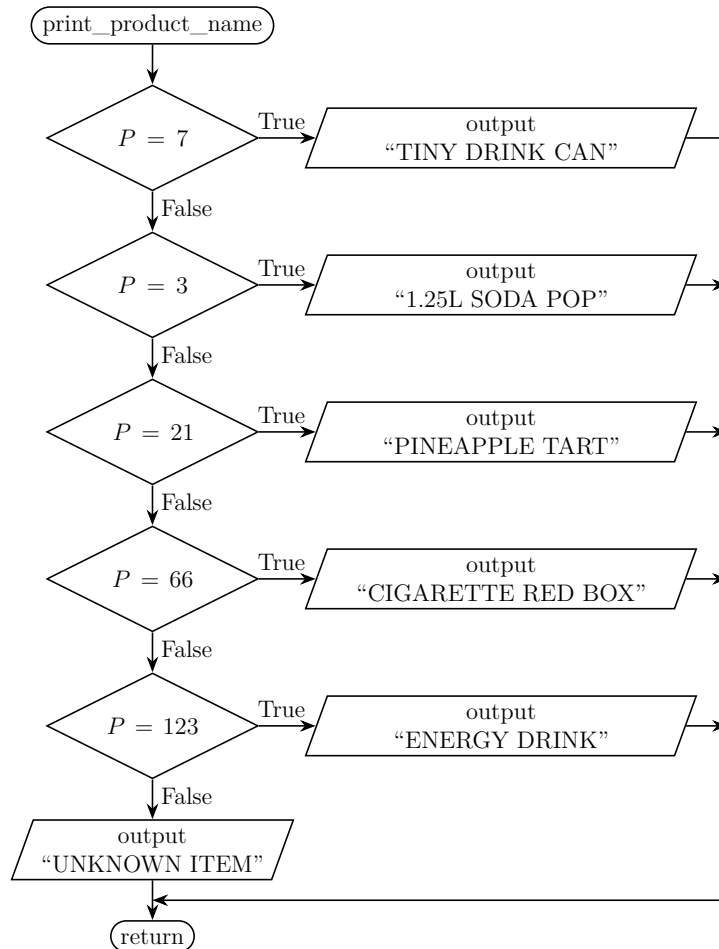 print_product_name
P = 7
True
output
“TINY DRINK CAN”
False
P = 3
True
output
“1.25L SODA POP”
False
P = 21
True
output
“PINEAPPLE TART”
False
P = 66
True
output
“CIGARETTE RED BOX”
False
P = 123
True
output
“ENERGY DRINK”
False
output
“UNKNOWN ITEM”
return